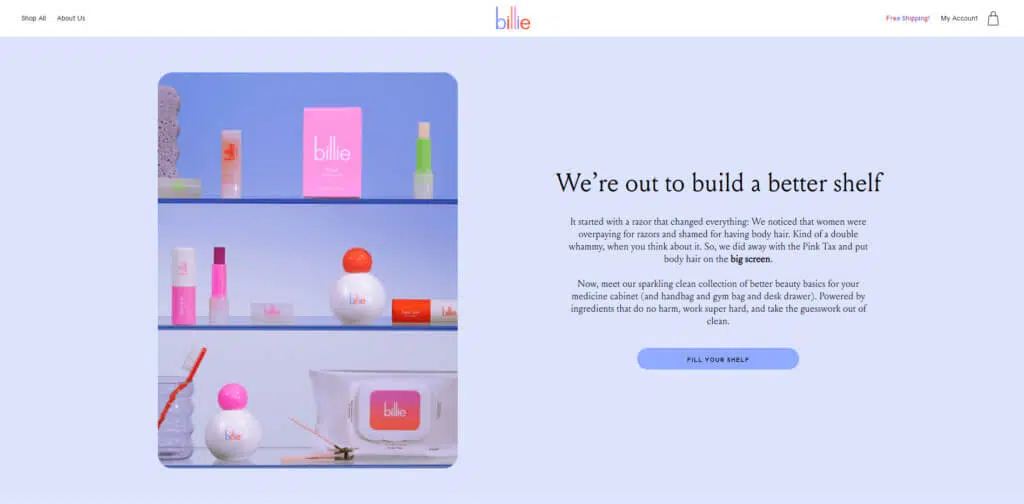 Shop All About Us
billie
Free Shipping! My Account
billie
billie
billie
billie
billie
billie
billie
We're out to build a better shelf
It started with a razor that changed everything: We noticed that women were
overpaying for razors and shamed for having body hair. Kind of a double
whammy, when you think about it. So, we did away with the Pink Tax and put
body hair on the big screen.
Now, meet our sparkling clean collection of better beauty basics for your
medicine cabinet (and handbag and gym bag and desk drawer). Powered by
ingredients that do no harm, work super hard, and take the guesswork out of
clean.
FILL YOUR SHELF